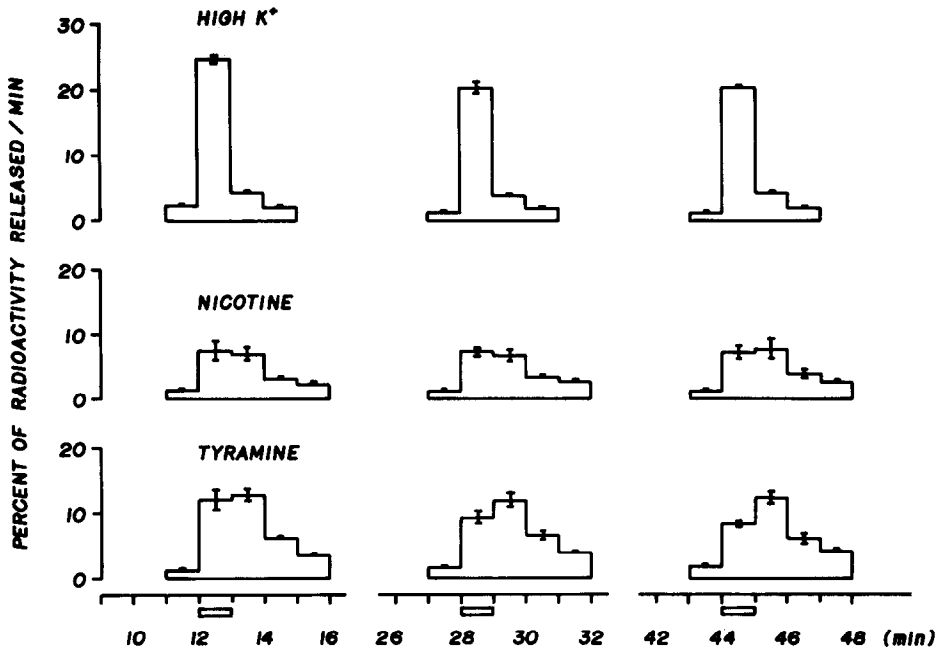 HIGH K+
30
20
10
0
PERCENT OF RADIOACTIVITY RELEASED / MIN
NICOTINE
20
10
0
TYRAMINE
20
10
0
10 12 14 16 26 28 30 32 42 44 46 48 (min)